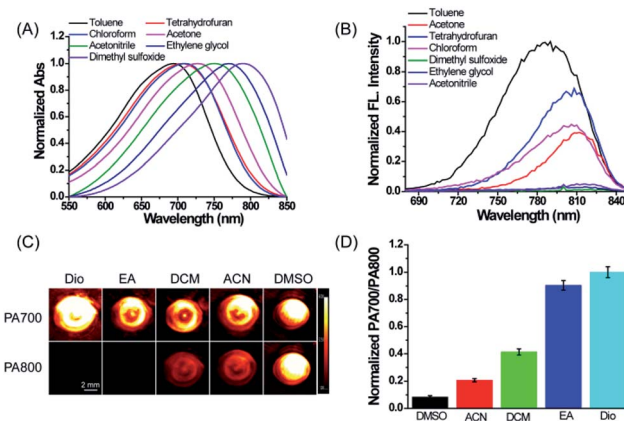 (A)
Toluene
Tetrahydrofuran
Chloroform
Acetone
Acetonitrile
Ethylene glycol
Dimethyl sulfoxide
Normalized Abs
1.2
1.0
0.8
0.6
0.4
0.2
0.0
550 600 650 700 750 800 850
Wavelength (nm)
(B)
Toluene
Acetone
Tetrahydrofuran
Chloroform
Dimethyl sulfoxide
Ethylene glycol
Acetonitrile
Normalized FL. Intensity
1.0
0.8
0.6
0.4
0.2
0.0
690 720 750 780 810 840
Wavelength (nm)
(C)
Dio EA DCM ACN DMSO
PA700
PA800
2 mm
(D)
Normalized PA700/PA800
1.2
1.0
0.8
0.6
0.4
0.2
0.0
DMSO ACN DCM EA Dio